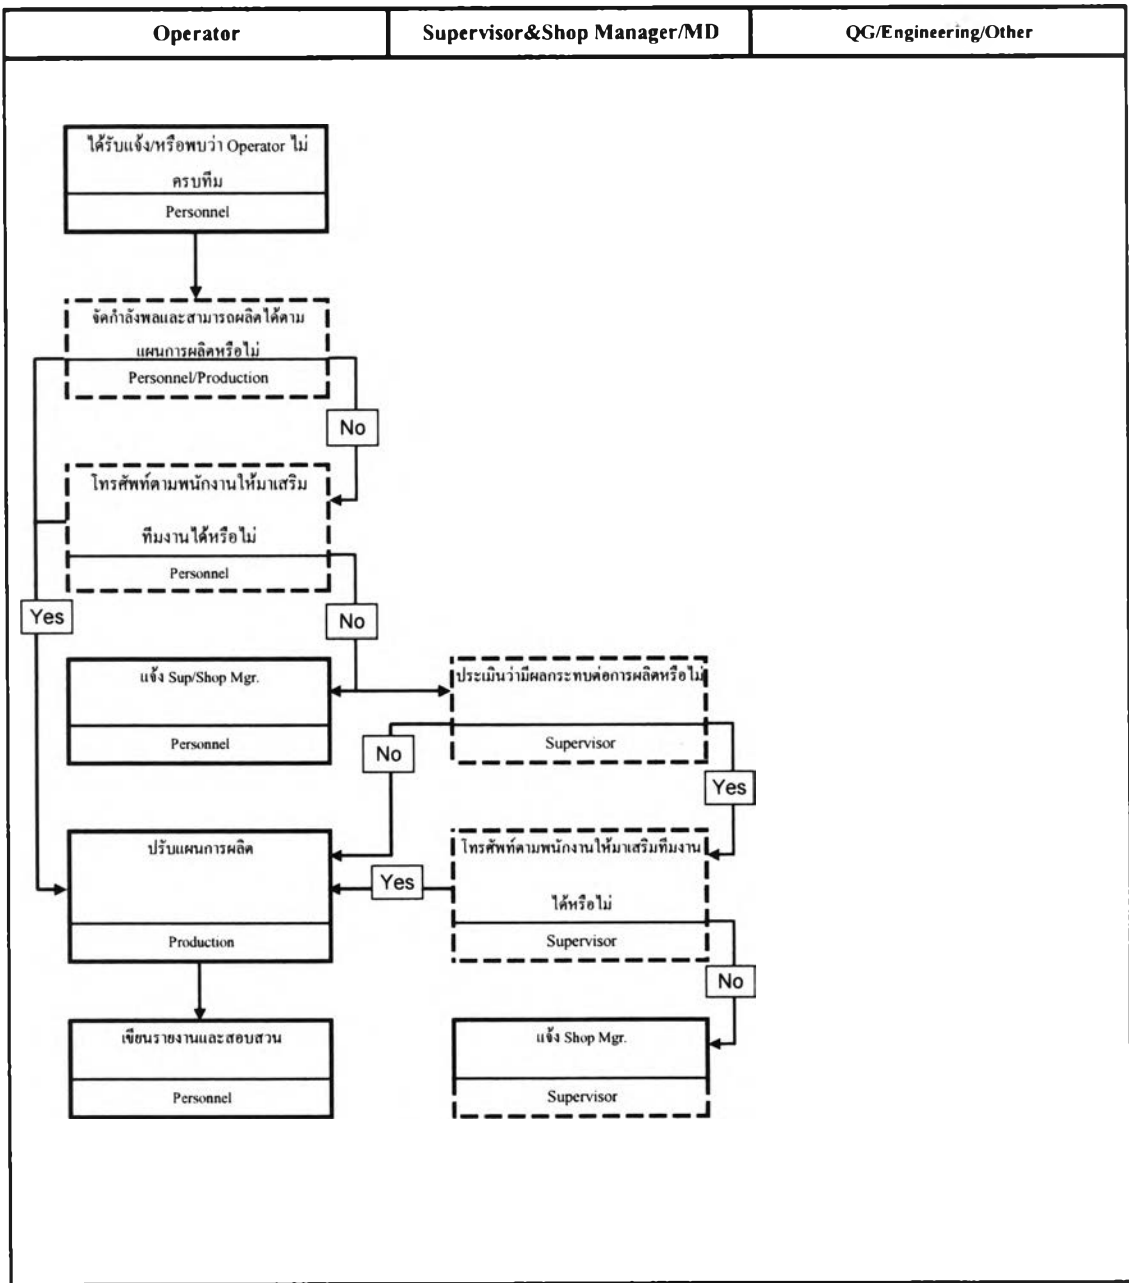 Operator
Supervisor&Shop Manager/MD
QG/Engineering/Other
ได้รับแจ้ง/หรือพบว่า Operator ไม่
ครบทีม
Personnel
จัดกำลังพลและสามารถผลิตได้ตาม
แผนการผลิตหรือไม่
Personnel/Production
No
โทรศัพท์ตามพนักงานให้มาเสริม
ทีมงานได้หรือไม่
Personnel
Yes
No
แจ้ง Sup/Shop Mgr.
Personnel
ประเมินว่ามีผลกระทบต่อการผลิตหรือไม่
Supervisor
No
Yes
ปรับแผนการผลิต
Production
Yes
โทรศัพท์ตามพนักงานให้มาเสริมทีมงาน
ได้หรือไม่
Supervisor
No
เขียนรายงานและสอบสวน
Personnel
แจ้ง Shop Mgr.
Supervisor